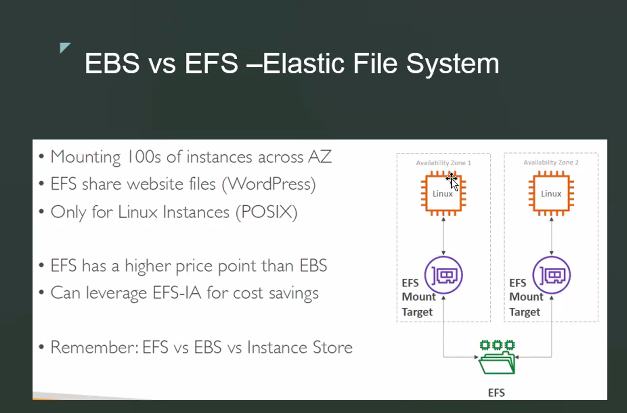 EBS vs EFS –Elastic File System
• Mounting 100s of instances across AZ
• EFS share website files (WordPress)
• Only for Linux Instances (POSIX)
• EFS has a higher price point than EBS
• Can leverage EFS-IA for cost savings
• Remember: EFS vs EBS vs Instance Store
Availability Zone 1
Linux
EFS
Mount
Target
Availability Zone 2
Linux
EFS
Mount
Target
EFS